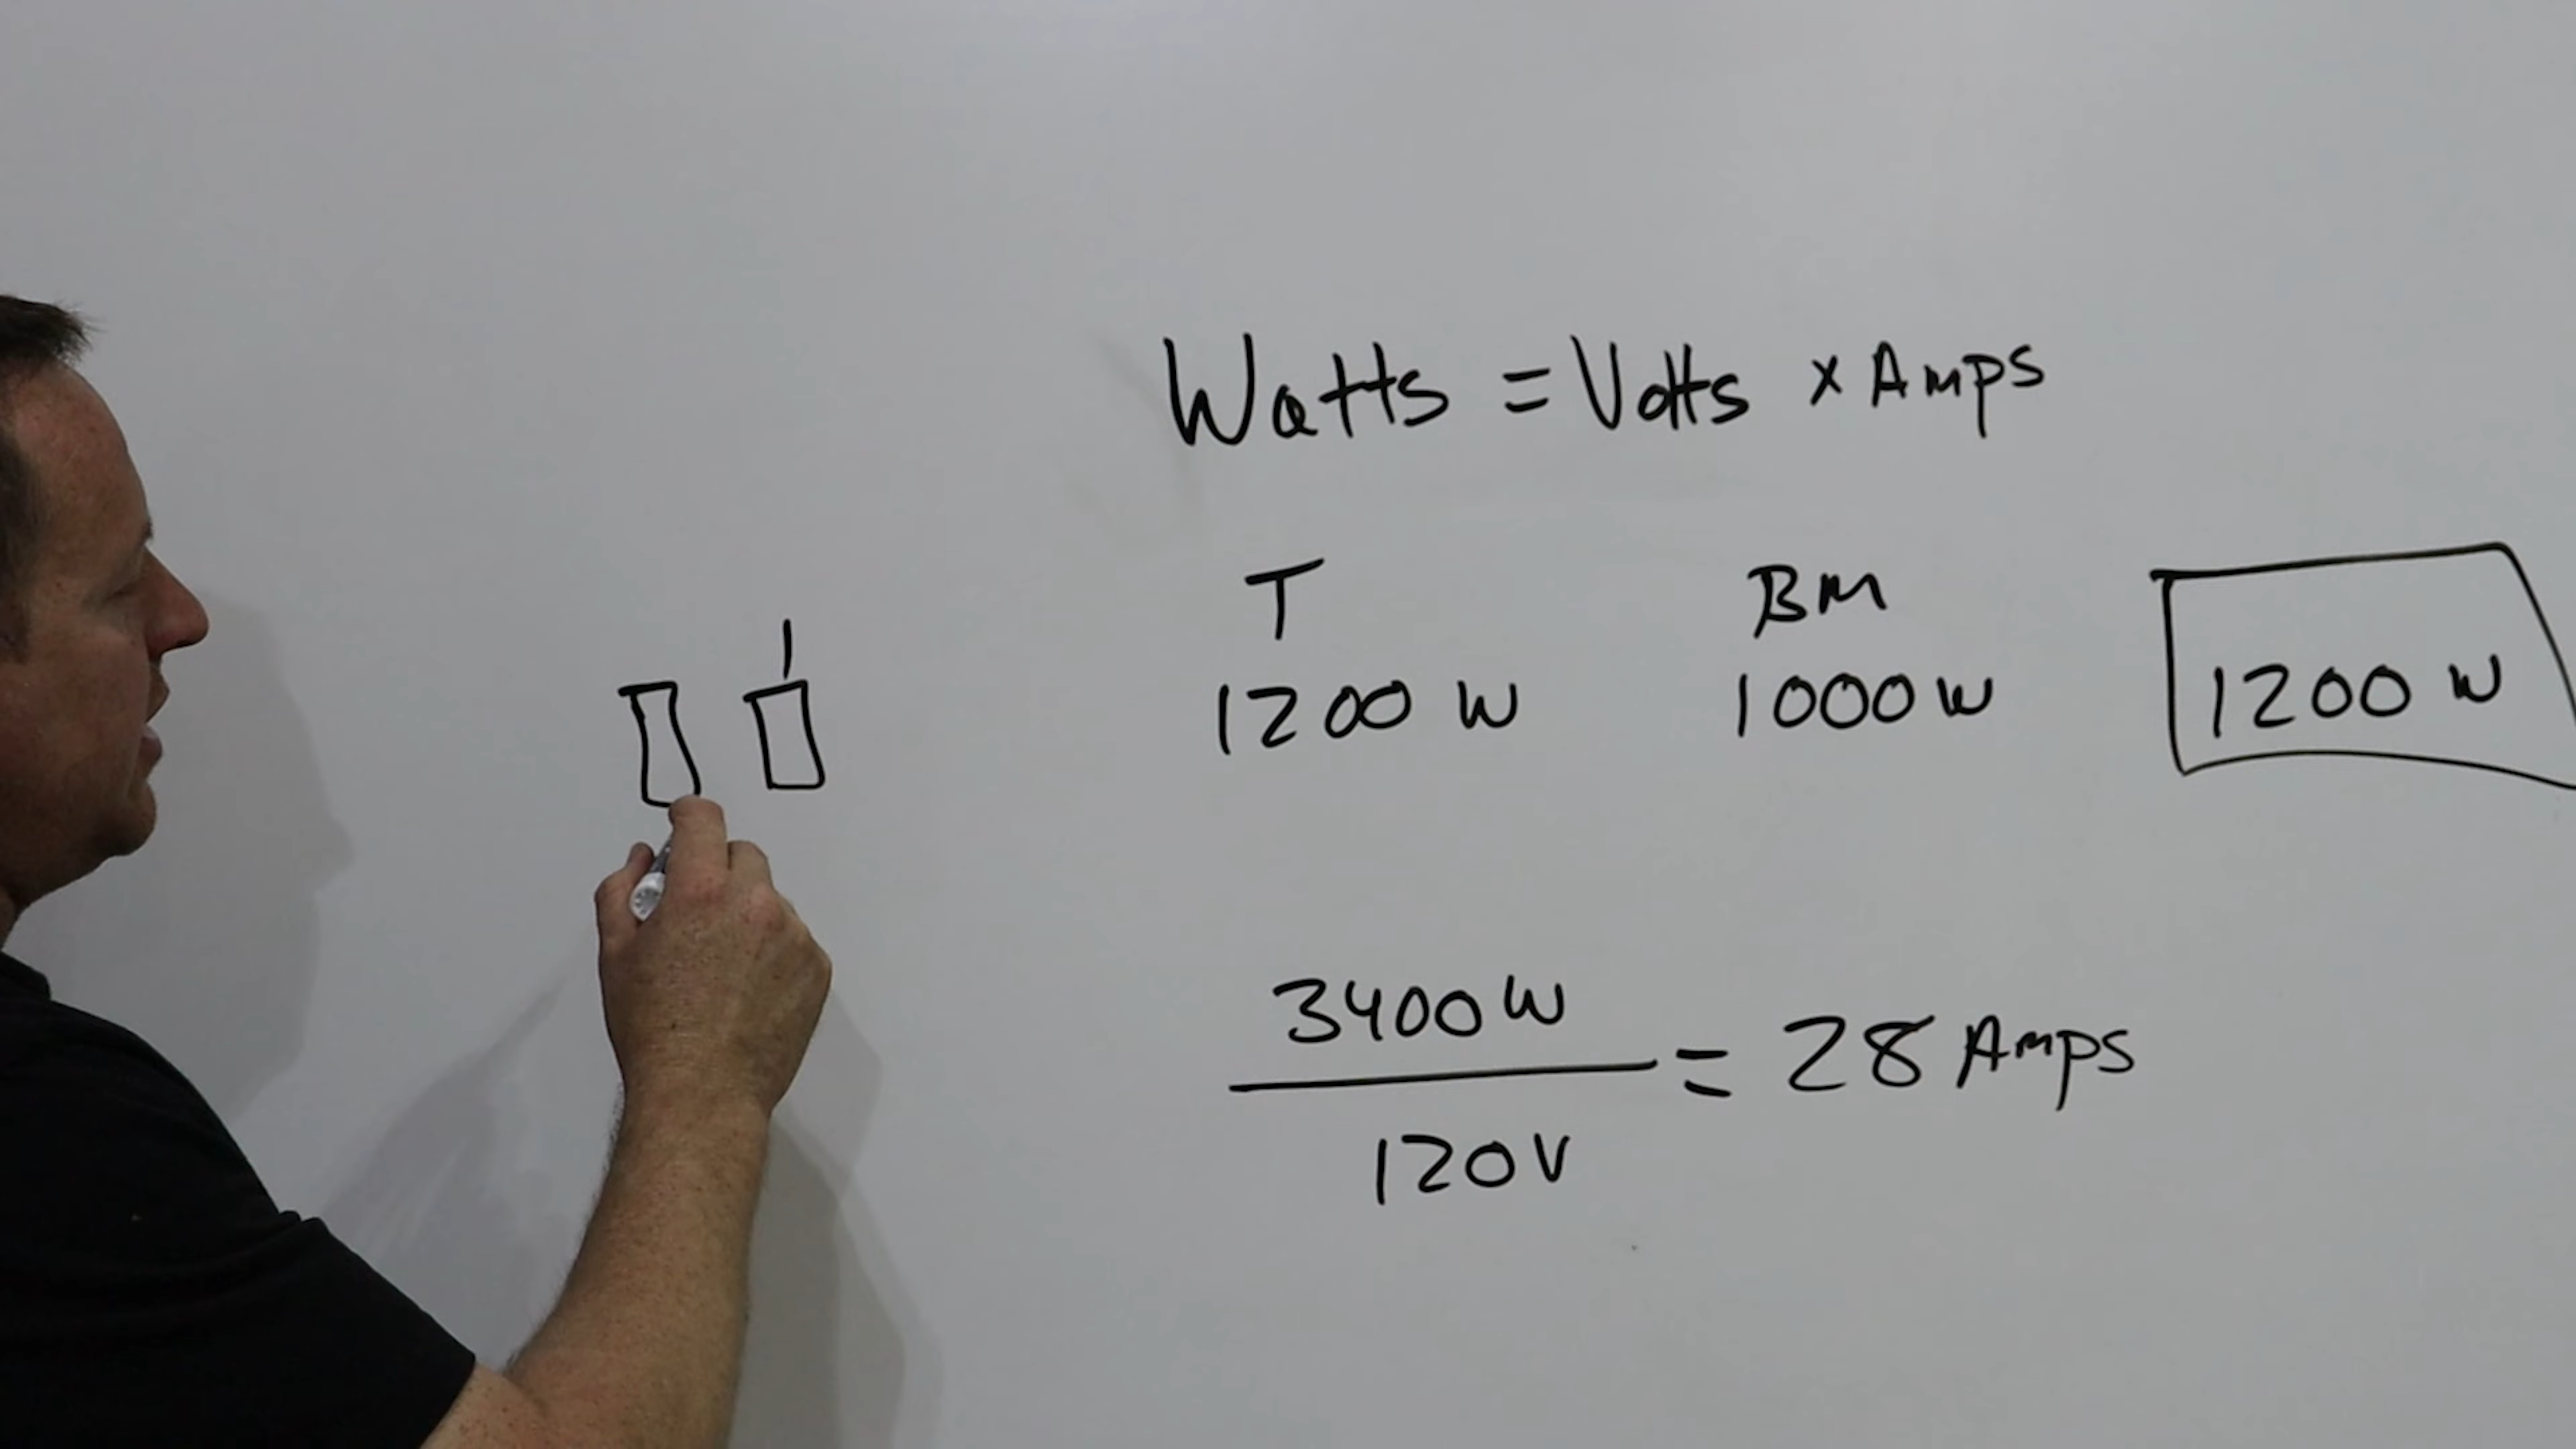 Watts = Volts x Amps
T BM
1200 W 1000 W 1200 W
3400 W
= 28 Amps
120 V